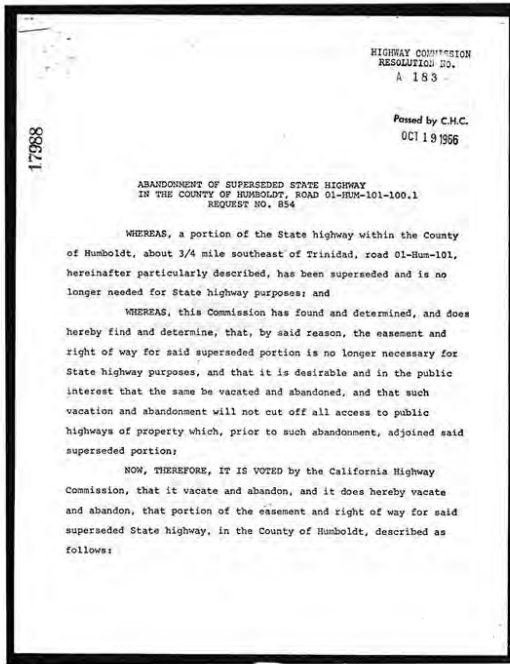 HIGHWAY COMMISSION
RESOLUTION NO.
A 183
Passed by C.H.C.
OCT 19 1966
17988
ABANDONMENT OF SUPERSEDED STATE HIGHWAY
IN THE COUNTY OF HUMBOLDT, ROAD 01-HUM-101-100.1
REQUEST NO. 854
WHEREAS, a portion of the State highway within the County
of Humboldt, about 3/4 mile southeast of Trinidad, road 01-Hum-101,
hereinafter particularly described, has been superseded and is no
longer needed for State highway purposes; and
WHEREAS, this Commission has found and determined, and does
hereby find and determine, that, by said reason, the easement and
right of way for said superseded portion is no longer necessary for
State highway purposes, and that it is desirable and in the public
interest that the same be vacated and abandoned, and that such
vacation and abandonment will not cut off all access to public
highways of property which, prior to such abandonment, adjoined said
superseded portion;
NOW, THEREFORE, IT IS VOTED by the California Highway
Commission, that it vacate and abandon, and it does hereby vacate
and abandon, that portion of the easement and right of way for said
superseded State highway, in the County of Humboldt, described as
follows: